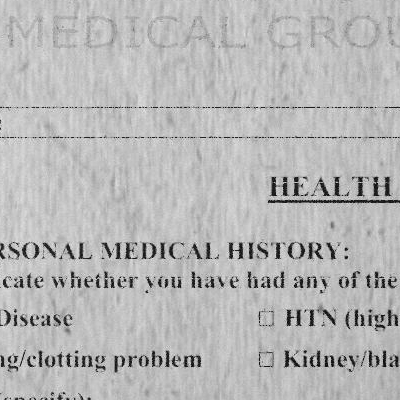 MEDICAL GROU
HEALTH
RSONAL MEDICAL HISTORY:
icate whether you have had any of the
Disease
☐ HTN (high
ng/clotting problem
☐ Kidney/bla
(specify):